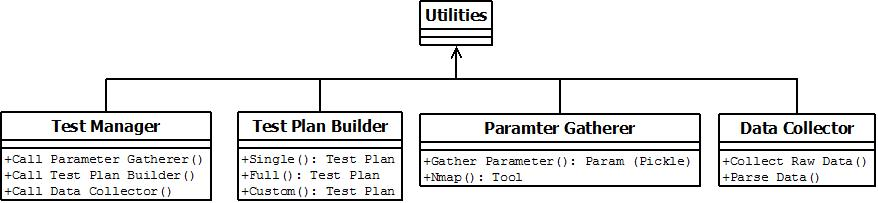 Utilities
Test Manager
+Call Parameter Gatherer()
+Call Test Plan Builder()
+Call Data Collector()
Test Plan Builder
+Single(): Test Plan
+Full(): Test Plan
+Custom(): Test Plan
Paramter Gatherer
+Gather Parameter(): Param (Pickle)
+Nmap(): Tool
Data Collector
+Collect Raw Data()
+Parse Data()